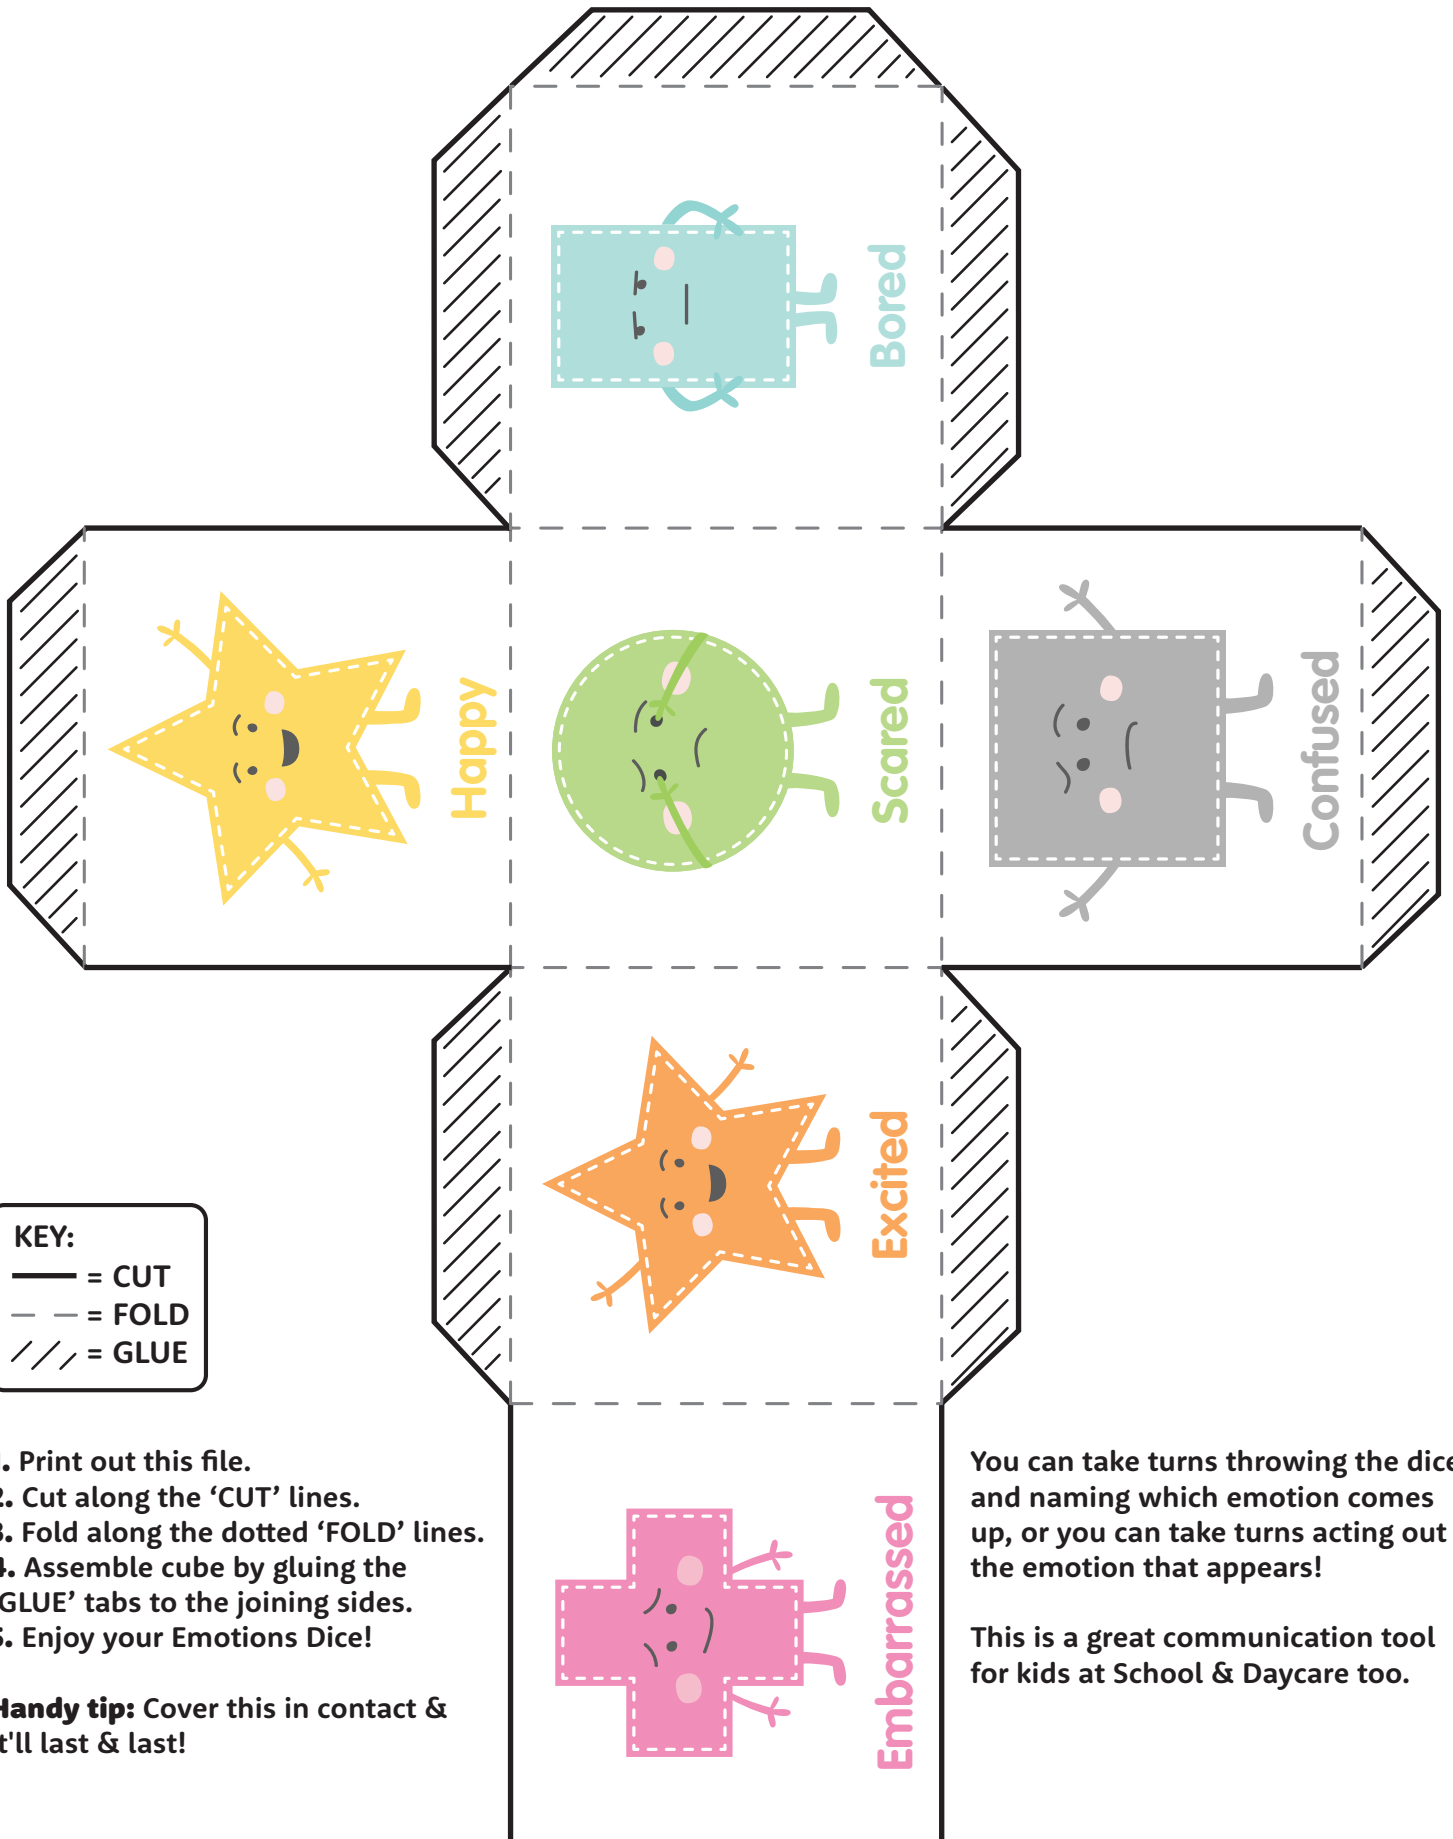 Bored
Happy
Scared
Confused
Excited
Embarrassed
KEY:
= CUT
= FOLD
= GLUE
. Print out this file.
. Cut along the ‘CUT’ lines.
. Fold along the dotted ‘FOLD’ lines.
. Assemble cube by gluing the
GLUE’ tabs to the joining sides.
. Enjoy your Emotions Dice!
Handy tip: Cover this in contact &
t'll last & last!
You can take turns throwing the dice
and naming which emotion comes
up, or you can take turns acting out
the emotion that appears!
This is a great communication tool
for kids at School & Daycare too.